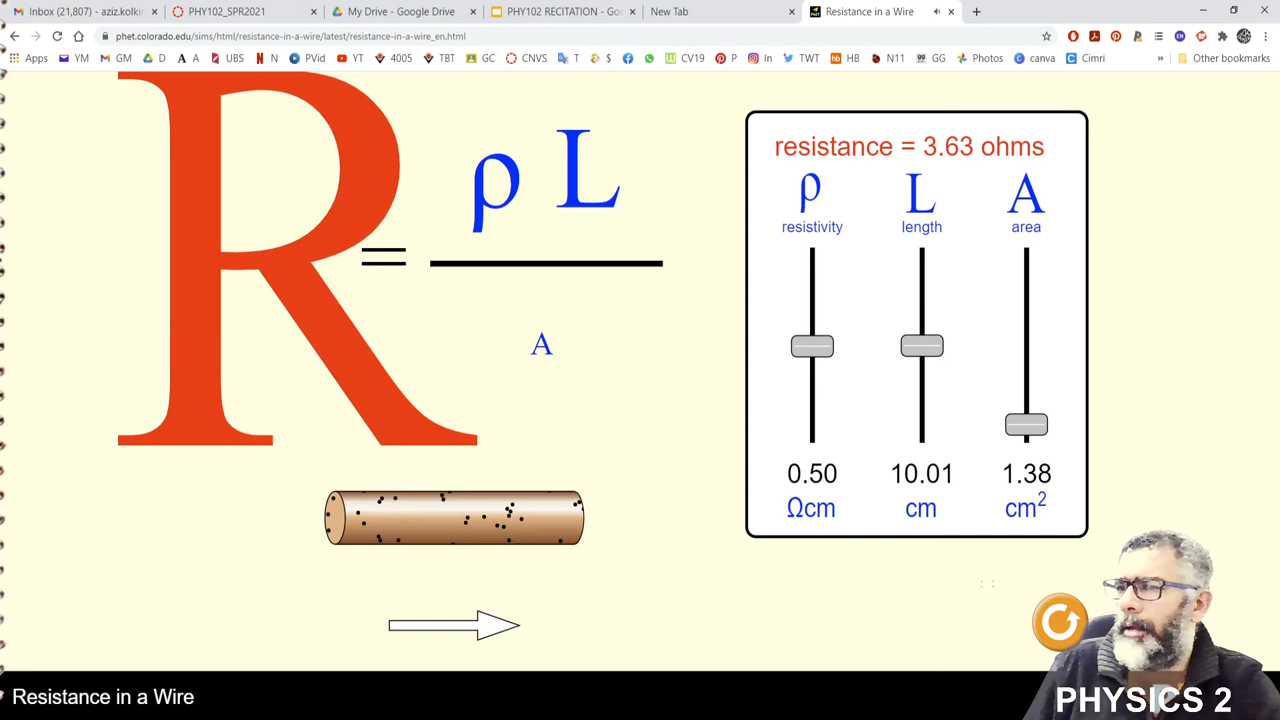 Inbox (21,807) - aziz.kolkir
PHY102_SPR2021
My Drive - Google Drive
PHY102 RECITATION - Go
New Tab
Resistance in a Wire
phet.colorado.edu/sims/html/resistance-in-a-wire/latest/resistance-in-a-wire_en.html
Apps YM GM D A UBS N PVid YT 4005 TBT GC CNVS T $ CV19 P In TWT HB N11 GG Photos canva Cimri » Other bookmarks
R = ρ L
A
resistance = 3.63 ohms
ρ L A
resistivity length area
0.50 10.01 1.38
Ωcm cm cm2
Resistance in a Wire
PHYSICS 2